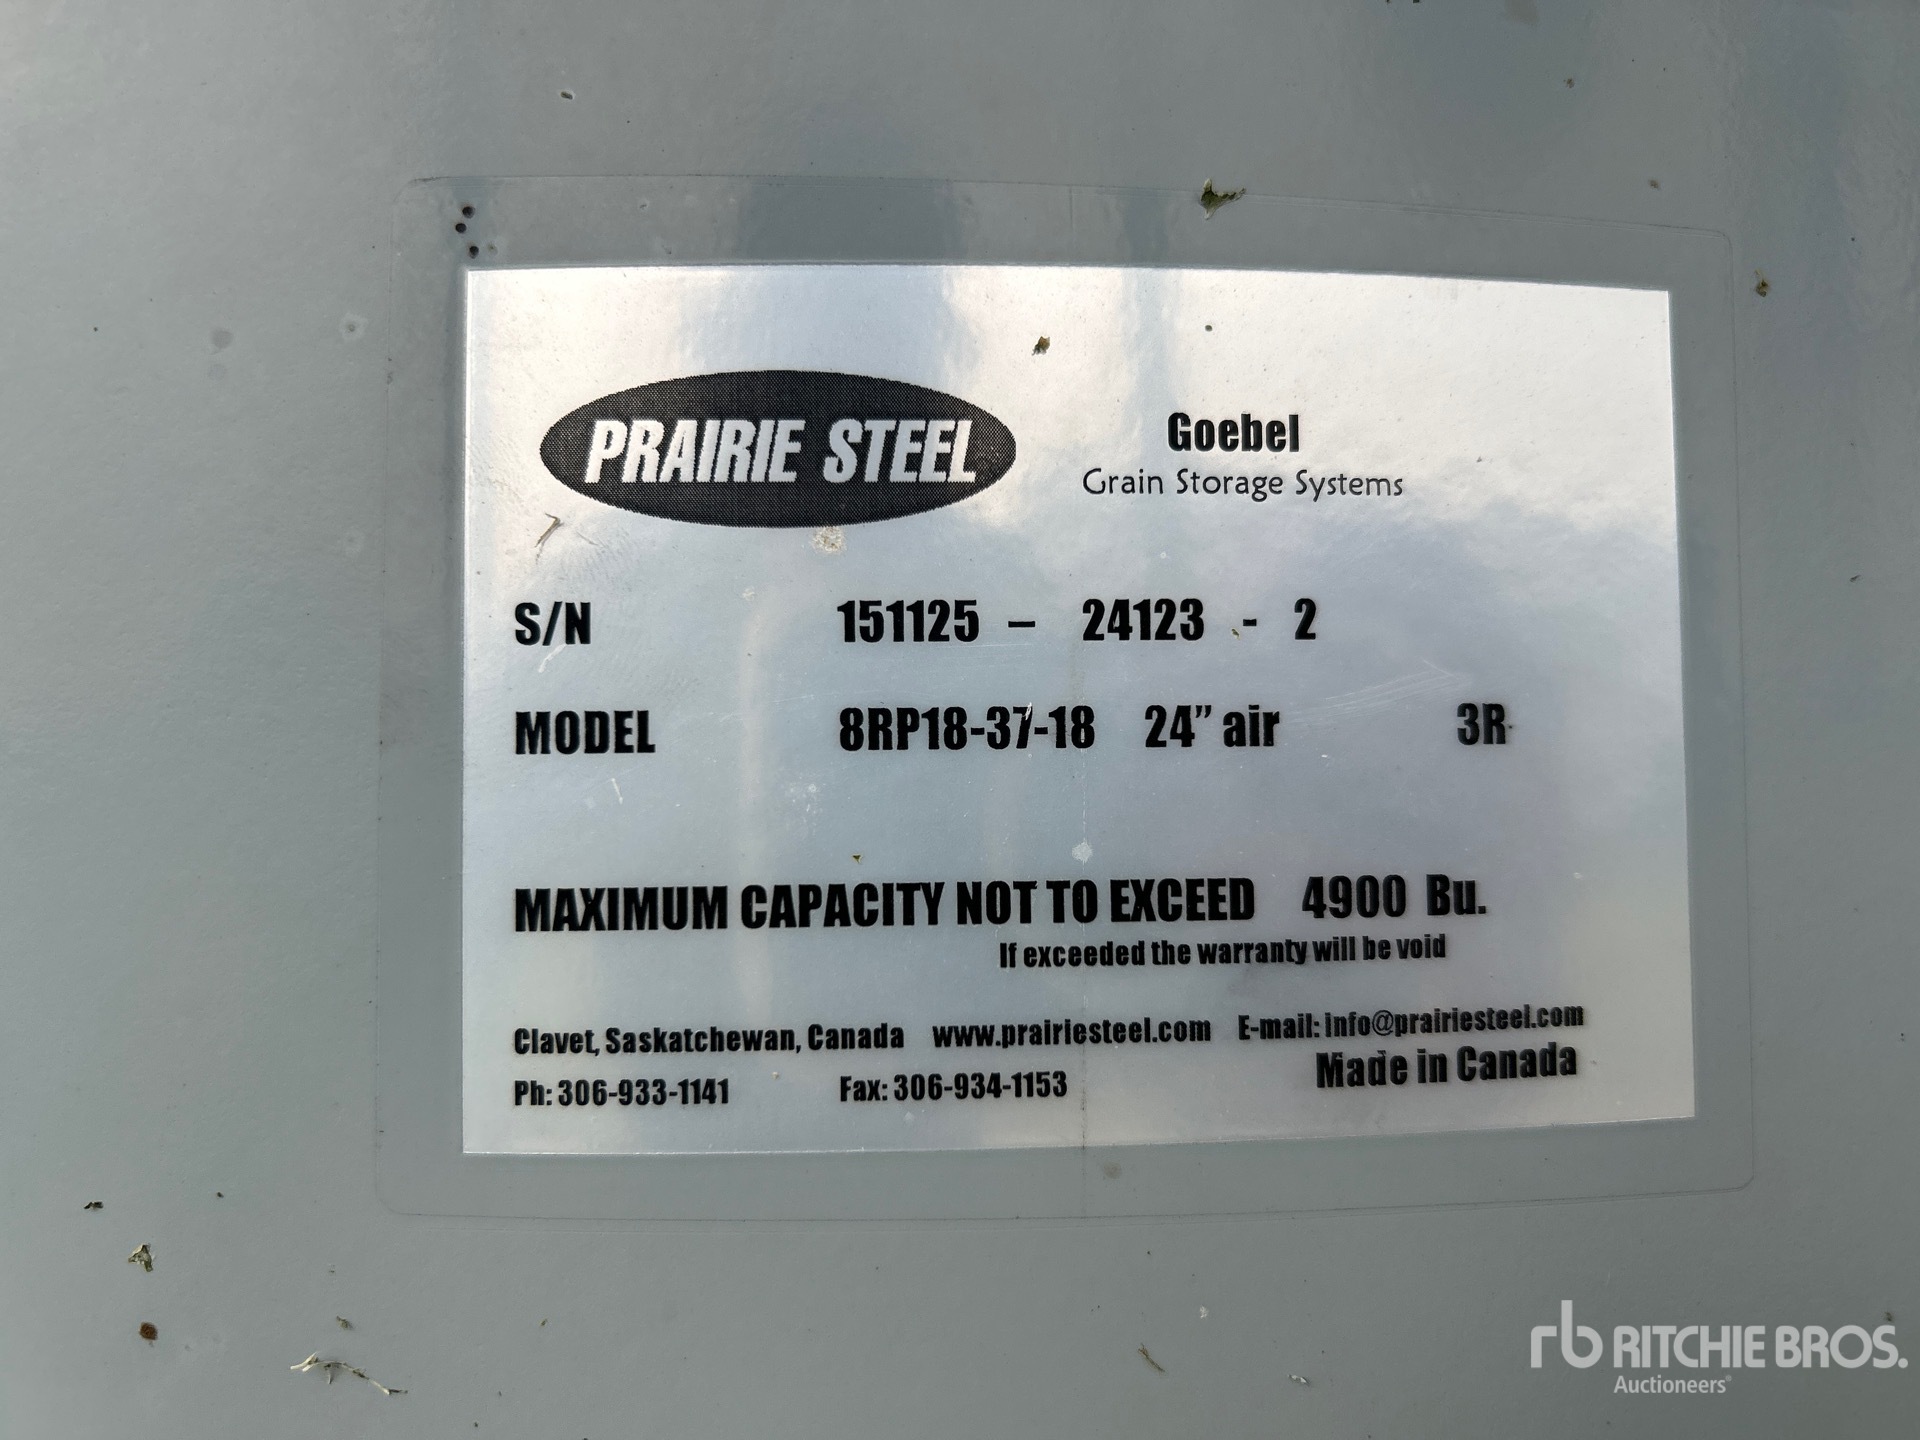 PRAIRIE STEEL
Goebel
Grain Storage Systems
S/N 151125 – 24123 - 2
MODEL 8RP18-37-18 24” air 3R
MAXIMUM CAPACITY NOT TO EXCEED 4900 Bu.
If exceeded the warranty will be void
Clavet, Saskatchewan, Canada www.prairiesteel.com E-mail: info@prairiesteel.com
Ph: 306-933-1141 Fax: 306-934-1153 Made in Canada
rb RITCHIE BROS.
Auctioneers®